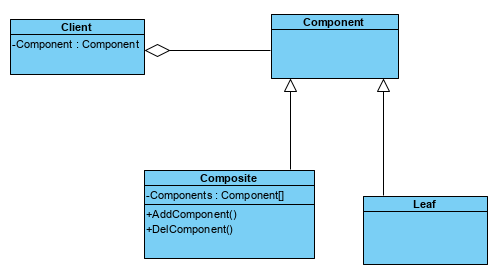 Client
-Component : Component
Component
Composite
-Components : Component[]
+AddComponent()
+DelComponent()
Leaf